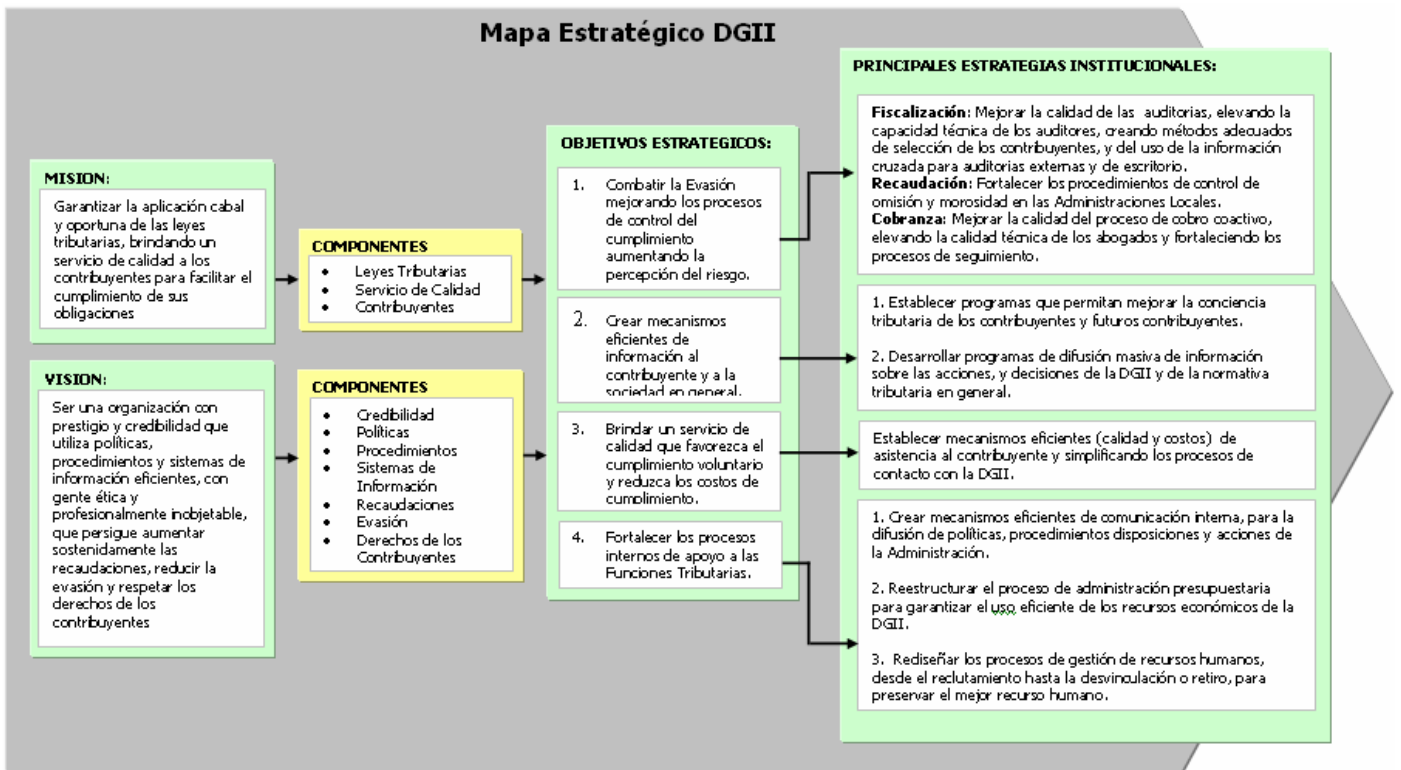 Mapa Estratégico DGII
MISION:
Garantizar la aplicación cabal
y oportuna de las leyes
tributarias, brindando un
servicio de calidad a los
contribuyentes para facilitar el
cumplimiento de sus
obligaciones
VISION:
Ser una organización con
prestigio y credibilidad que
utiliza políticas,
procedimientos y sistemas de
información eficientes, con
gente ética y
profesionalmente inobjetable,
que persigue aumentar
sostenidamente las
recaudaciones, reducir la
evasión y respetar los
derechos de los
contribuyentes
COMPONENTES
• Leyes Tributarias
• Servicio de Calidad
• Contribuyentes
COMPONENTES
• Credibilidad
• Políticas
• Procedimientos
• Sistemas de
Información
• Recaudaciones
• Evasión
• Derechos de los
Contribuyentes
OBJETIVOS ESTRATEGICOS:
1. Combatir la Evasión
mejorando los procesos
de control del
cumplimiento
aumentando la
percepción del riesgo.
2. Crear mecanismos
eficientes de
información al
contribuyente y a la
sociedad en general.
3. Brindar un servicio de
calidad que favorezca el
cumplimiento voluntario
y reduzca los costos de
cumplimiento.
4. Fortalecer los procesos
internos de apoyo a las
Funciones Tributarias.
PRINCIPALES ESTRATEGIAS INSTITUCIONALES:
Fiscalización: Mejorar la calidad de las auditorias, elevando la
capacidad técnica de los auditores, creando métodos adecuados
de selección de los contribuyentes, y del uso de la información
cruzada para auditorias externas y de escritorio.
Recaudación: Fortalecer los procedimientos de control de
omisión y morosidad en las Administraciones Locales.
Cobranza: Mejorar la calidad del proceso de cobro coactivo,
elevando la calidad técnica de los abogados y fortaleciendo los
procesos de seguimiento.
1. Establecer programas que permitan mejorar la conciencia
tributaria de los contribuyentes y futuros contribuyentes.
2. Desarrollar programas de difusión masiva de información
sobre las acciones, y decisiones de la DGII y de la normativa
tributaria en general.
Establecer mecanismos eficientes (calidad y costos) de
asistencia al contribuyente y simplificando los procesos de
contacto con la DGII.
1. Crear mecanismos eficientes de comunicación interna, para la
difusión de políticas, procedimientos disposiciones y acciones de
la Administración.
2. Reestructurar el proceso de administración presupuestaria
para garantizar el uso eficiente de los recursos económicos de la
DGII.
3. Rediseñar los procesos de gestión de recursos humanos,
desde el reclutamiento hasta la desvinculación o retiro, para
preservar el mejor recurso humano.